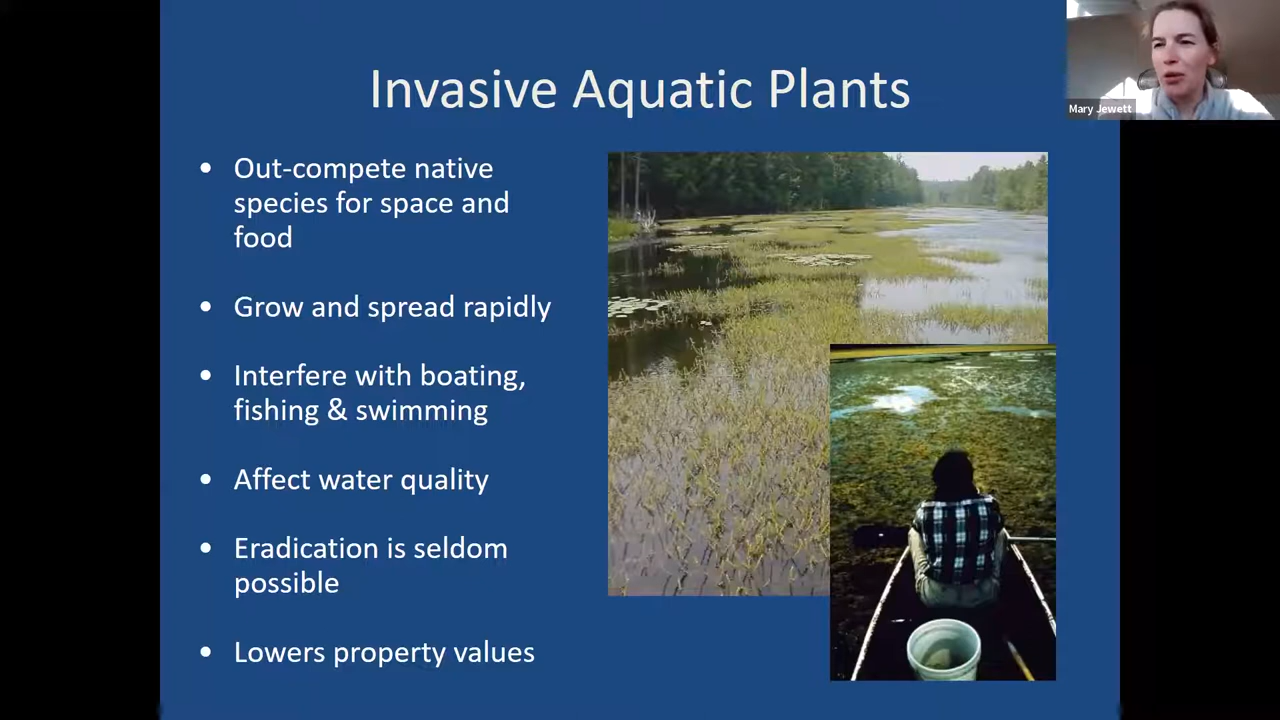 Invasive Aquatic Plants
Mary Jewett
• Out-compete native
species for space and
food
• Grow and spread rapidly
• Interfere with boating,
fishing & swimming
• Affect water quality
• Eradication is seldom
possible
• Lowers property values